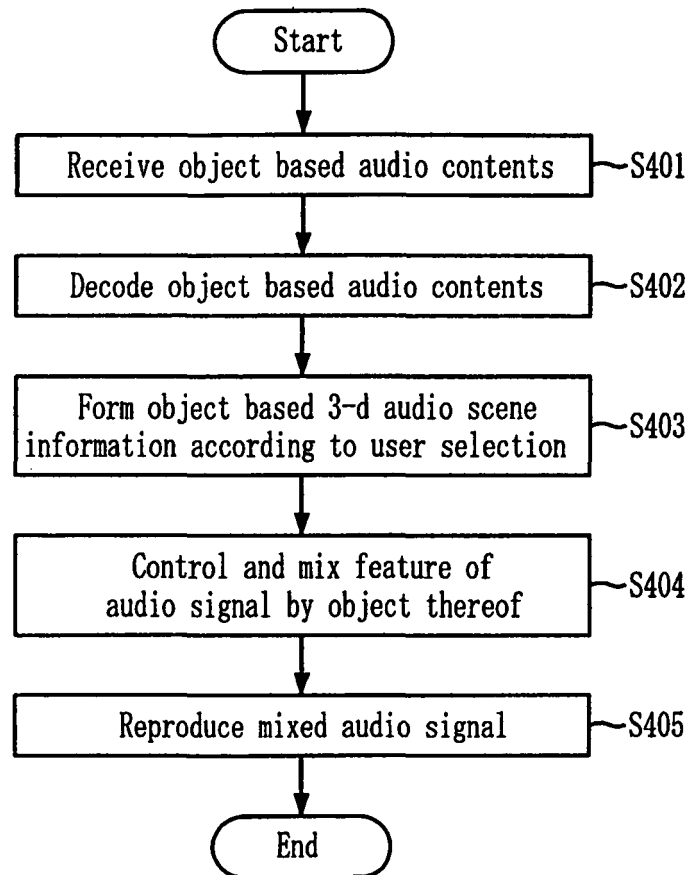 Start
Receive object based audio contents
S401
Decode object based audio contents
S402
Form object based 3-d audio scene
information according to user selection
S403
Control and mix feature of
audio signal by object thereof
S404
Reproduce mixed audio signal
S405
End